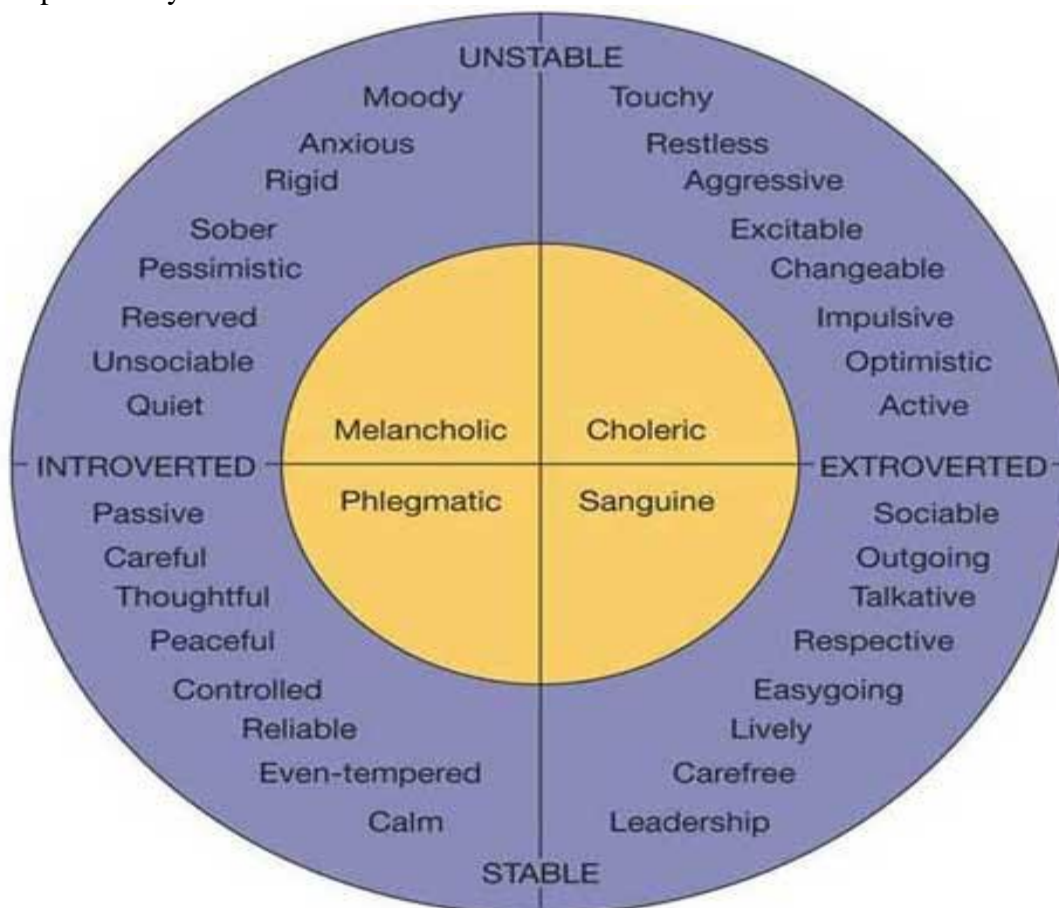 UNSTABLE
Moody
Touchy
Anxious
Restless
Rigid
Aggressive
Sober
Excitable
Pessimistic
Changeable
Reserved
Impulsive
Unsociable
Optimistic
Quiet
Active
Melancholic
Choleric
INTROVERTED
EXTROVERTED
Phlegmatic
Sanguine
Passive
Sociable
Careful
Outgoing
Thoughtful
Talkative
Peaceful
Respective
Controlled
Easygoing
Reliable
Lively
Even-tempered
Carefree
Calm
Leadership
STABLE